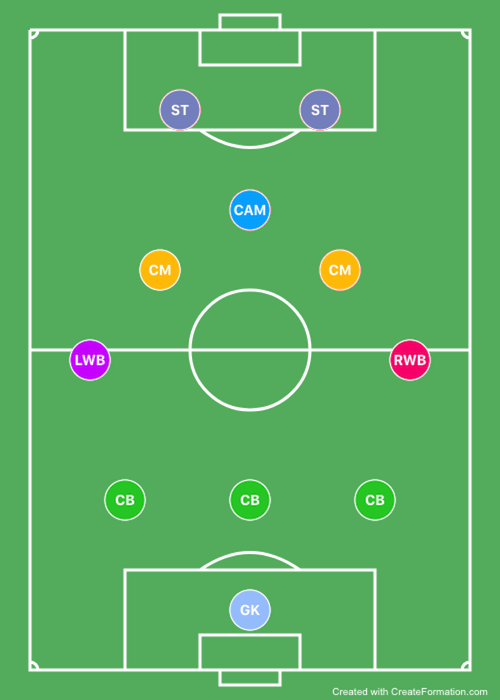 ST ST
CAM
CM CM
LWB RWB
CB CB CB
GK
Created with CreateFormation.com